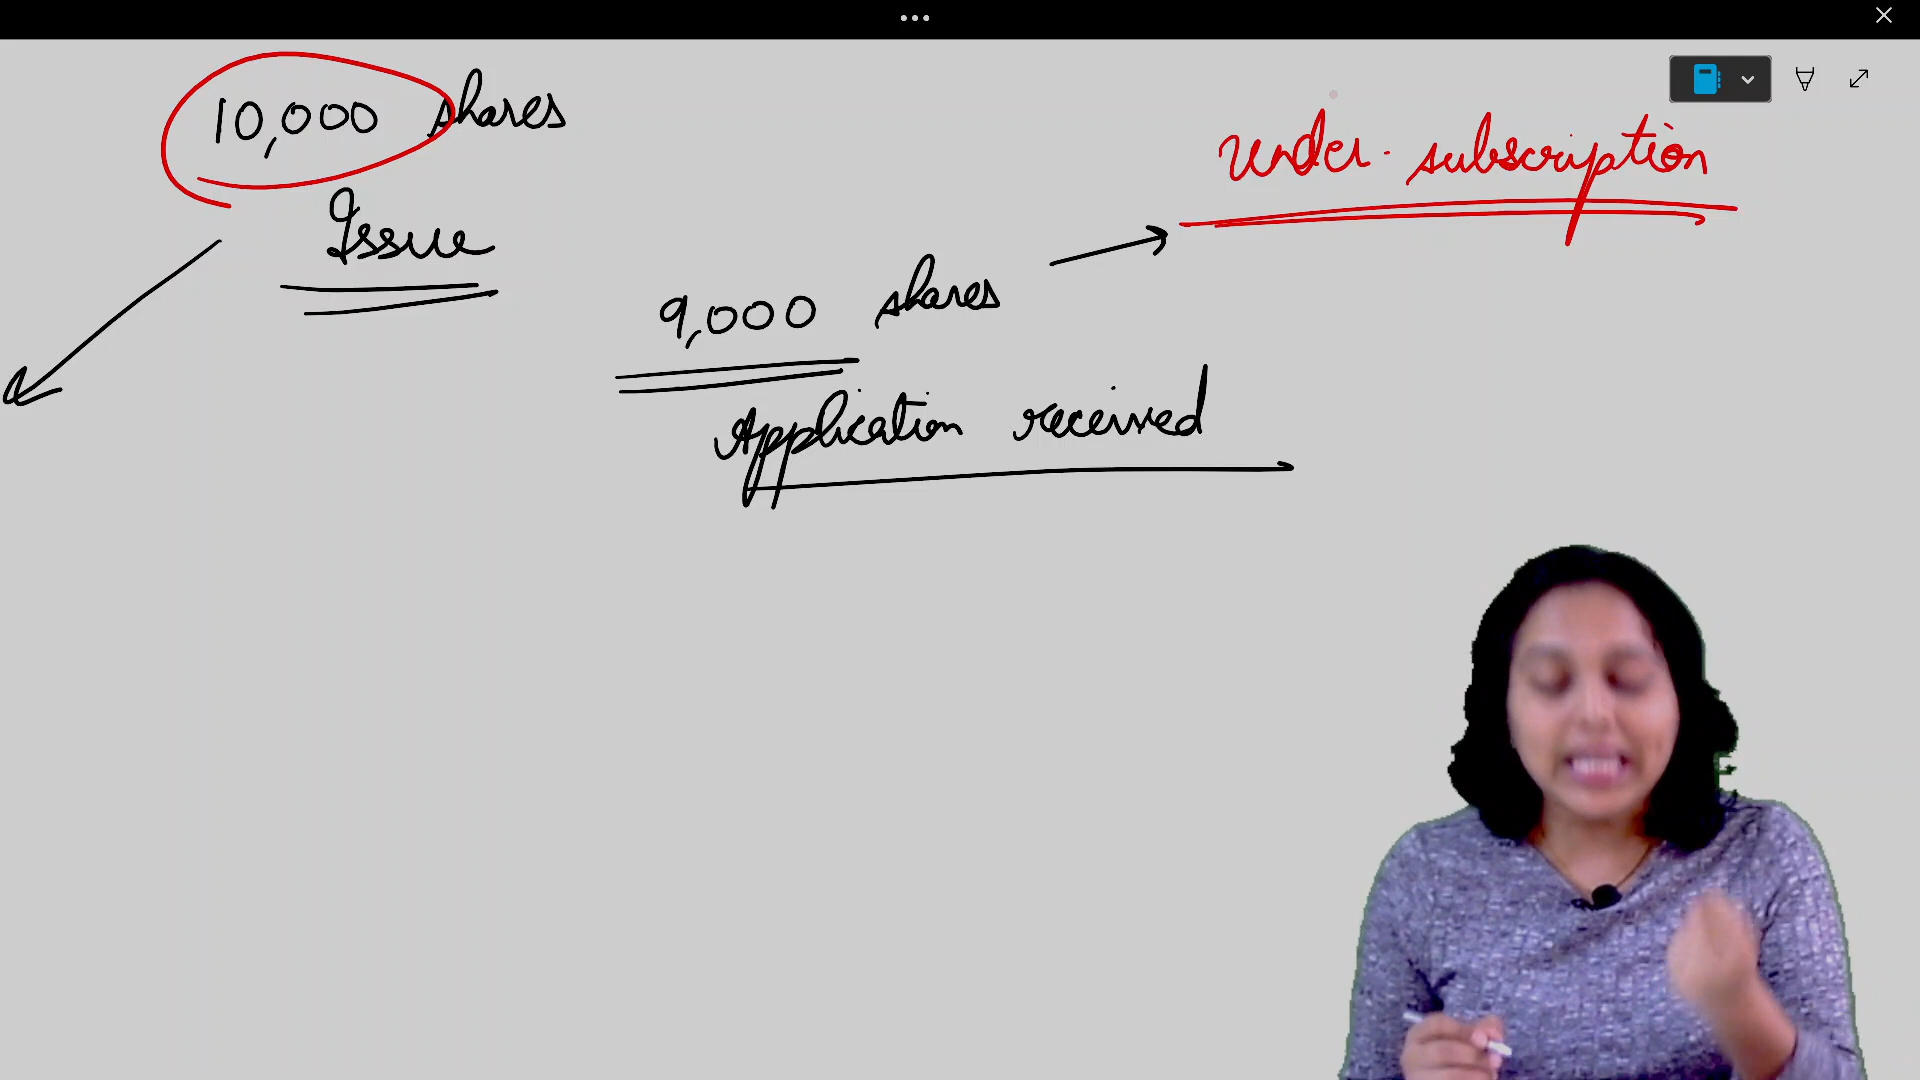 10,000 shares
Issue
under-subscription
9,000 shares
Application received